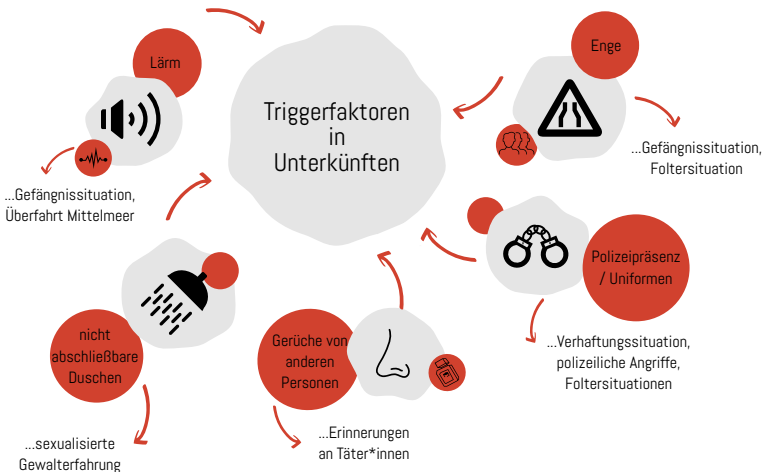 Triggerfaktoren
in
Unterkünften
Lärm
...Gefängnissituation,
Überfahrt Mittelmeer
Enge
...Gefängnissituation,
Foltersituation
Polizeipräsenz
/ Uniformen
...Verhaftungssituation,
polizeiliche Angriffe,
Foltersituationen
nicht
abschließbare
Duschen
...sexualisierte
Gewalterfahrung
Gerüche von
anderen
Personen
...Erinnerungen
an Täter*innen